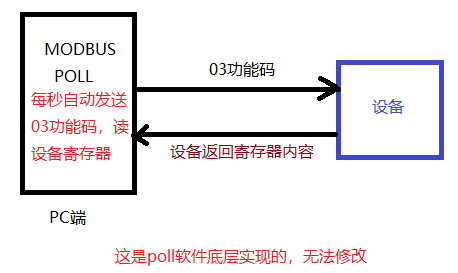 MODBUS
POLL
每秒自动发送
03功能码，读
设备寄存器
03功能码
设备
设备返回寄存器内容
PC端
这是poll软件底层实现的，无法修改